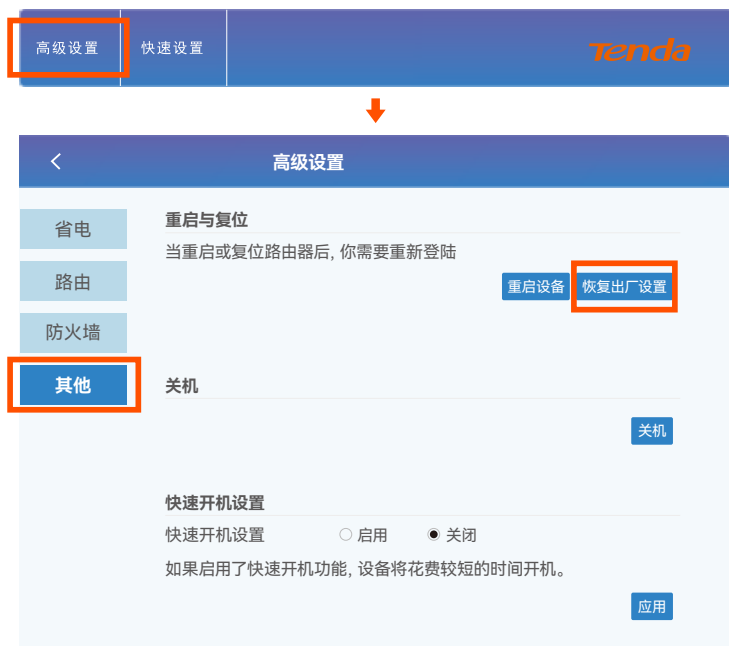 高级设置
快速设置
Tenda
高级设置
省电
路由
防火墙
其他
重启与复位
当重启或复位路由器后, 你需要重新登陆
重启设备
恢复出厂设置
关机
关机
快速开机设置
快速开机设置 启用 关闭
如果启用了快速开机功能, 设备将花费较短的时间开机。
应用